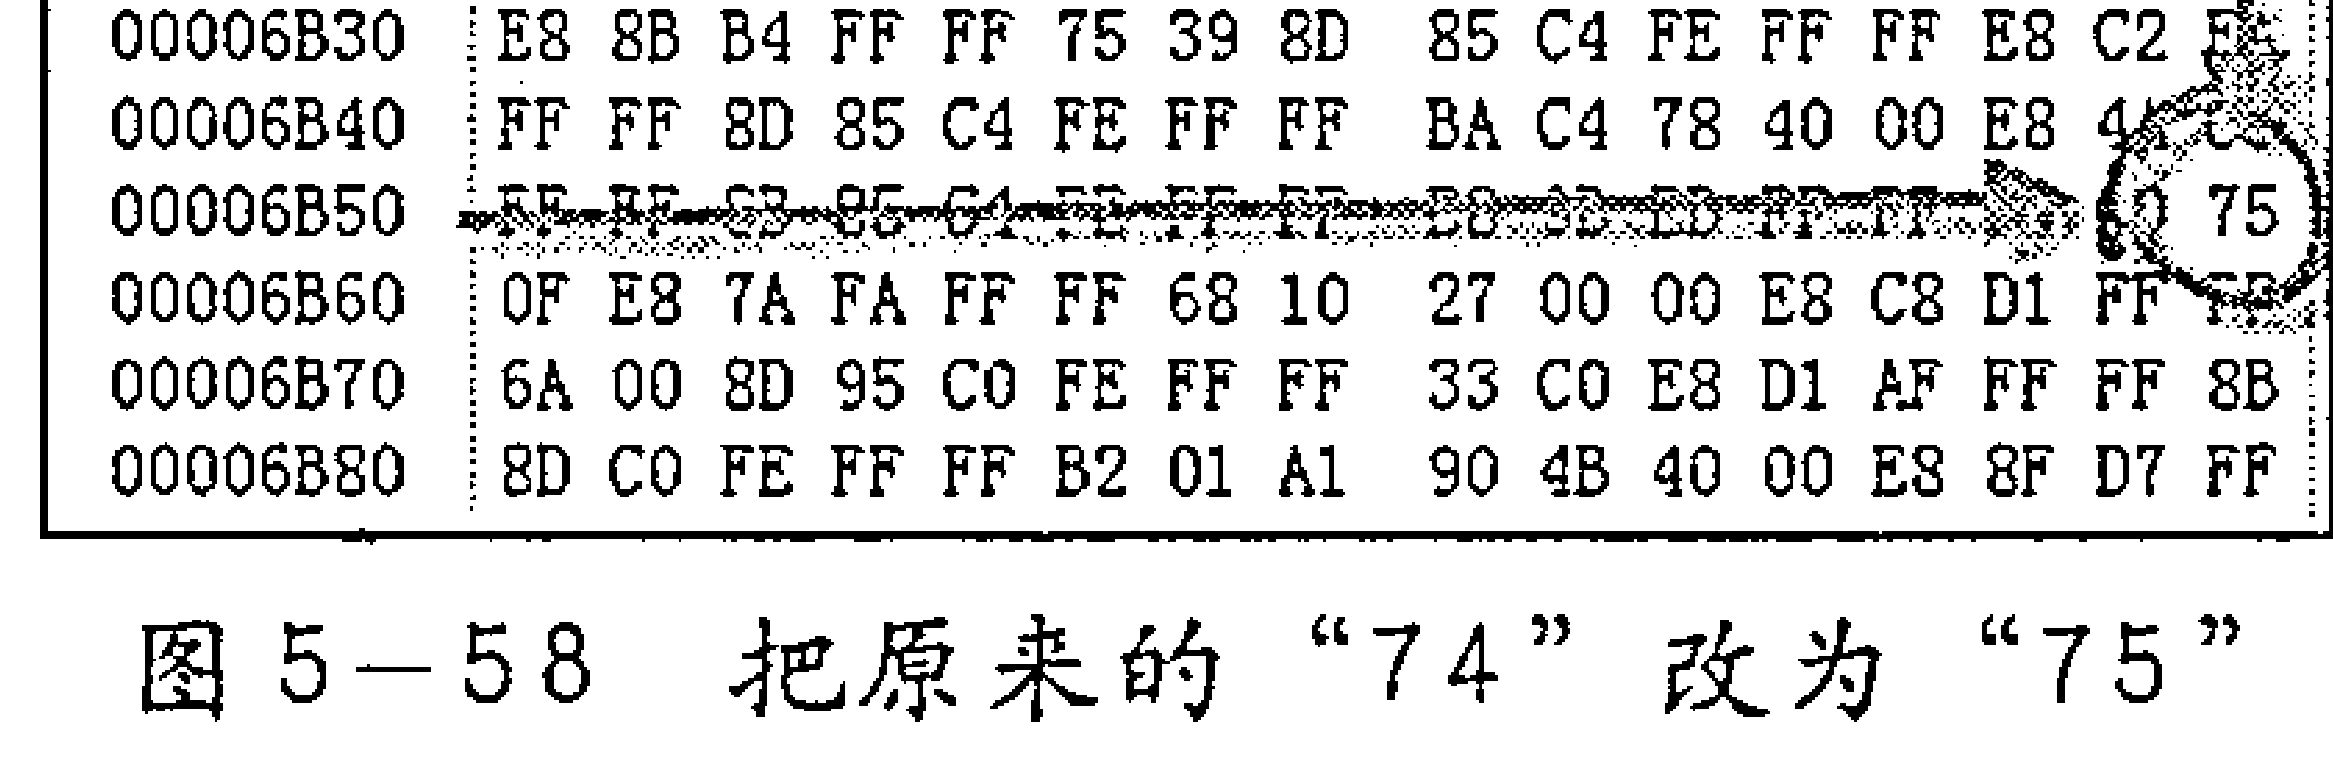 00006B30 E8 8B B4 FF FF 75 39 8D 85 C4 FE FF FF E8 C2
00006B40 FF FF 8D 85 C4 FE FF FF BA C4 78 40 00 E8
00006B50 85 C4 FE FF 75
00006B60 0F E8 7A FA FF FF 68 10 27 00 00 E8 C8 D1 FF
00006B70 6A 00 8D 95 C0 FE FF FF 33 C0 E8 D1 AF FF FF 8B
00006B80 8D C0 FE FF FF B2 01 A1 90 4B 40 00 E8 8F D7 FF
图 5-58 把原来的“74”改为“75”